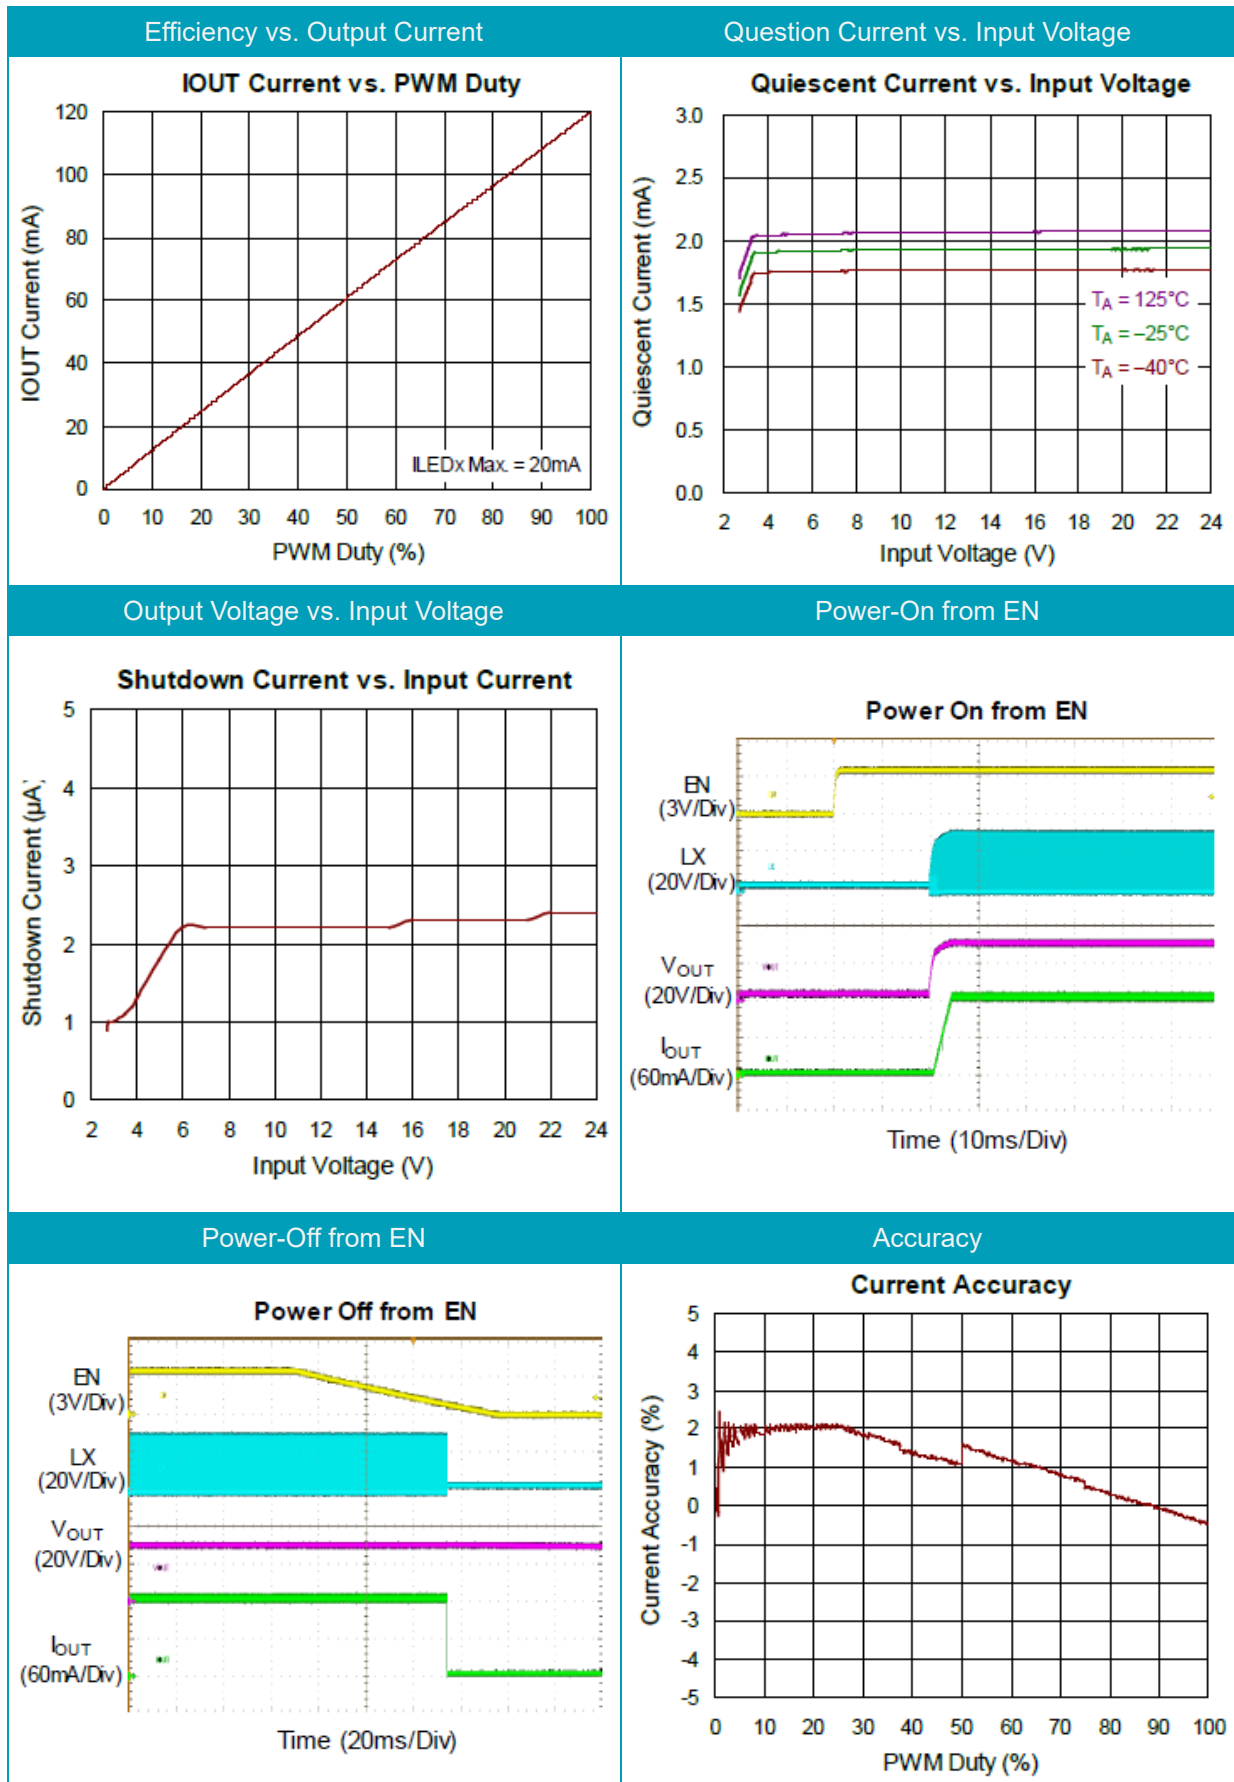 Efficiency vs. Output Current
Question Current vs. Input Voltage
IOUT Current vs. PWM Duty
120
100
80
60
40
20
0
IOUT Current (mA)
ILEDx Max. = 20mA
0 10 20 30 40 50 60 70 80 90 100
PWM Duty (%)
Quiescent Current vs. Input Voltage
3.0
2.5
2.0
1.5
1.0
0.5
0.0
Quiescent Current (mA)
TA = 125°C
TA = –25°C
TA = –40°C
2 4 6 8 10 12 14 16 18 20 22 24
Input Voltage (V)
Output Voltage vs. Input Voltage
Power-On from EN
Shutdown Current vs. Input Current
5
4
3
2
1
0
Shutdown Current (µA)
2 4 6 8 10 12 14 16 18 20 22 24
Input Voltage (V)
Power On from EN
EN
(3V/Div)
LX
(20V/Div)
VOUT
(20V/Div)
IOUT
(60mA/Div)
Time (10ms/Div)
Power-Off from EN
Accuracy
Power Off from EN
EN
(3V/Div)
LX
(20V/Div)
VOUT
(20V/Div)
IOUT
(60mA/Div)
Time (20ms/Div)
Current Accuracy
5
4
3
2
1
0
-1
-2
-3
-4
-5
Current Accuracy (%)
0 10 20 30 40 50 60 70 80 90 100
PWM Duty (%)